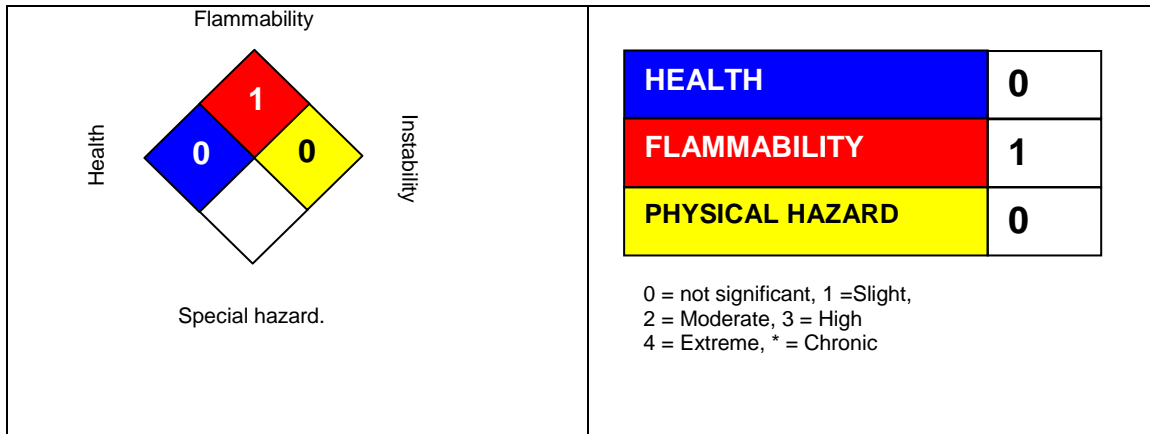 Flammability
1
0
0
Health
Instability
Special hazard.
HEALTH 0
FLAMMABILITY 1
PHYSICAL HAZARD 0
0 = not significant, 1 =Slight,
2 = Moderate, 3 = High
4 = Extreme, * = Chronic